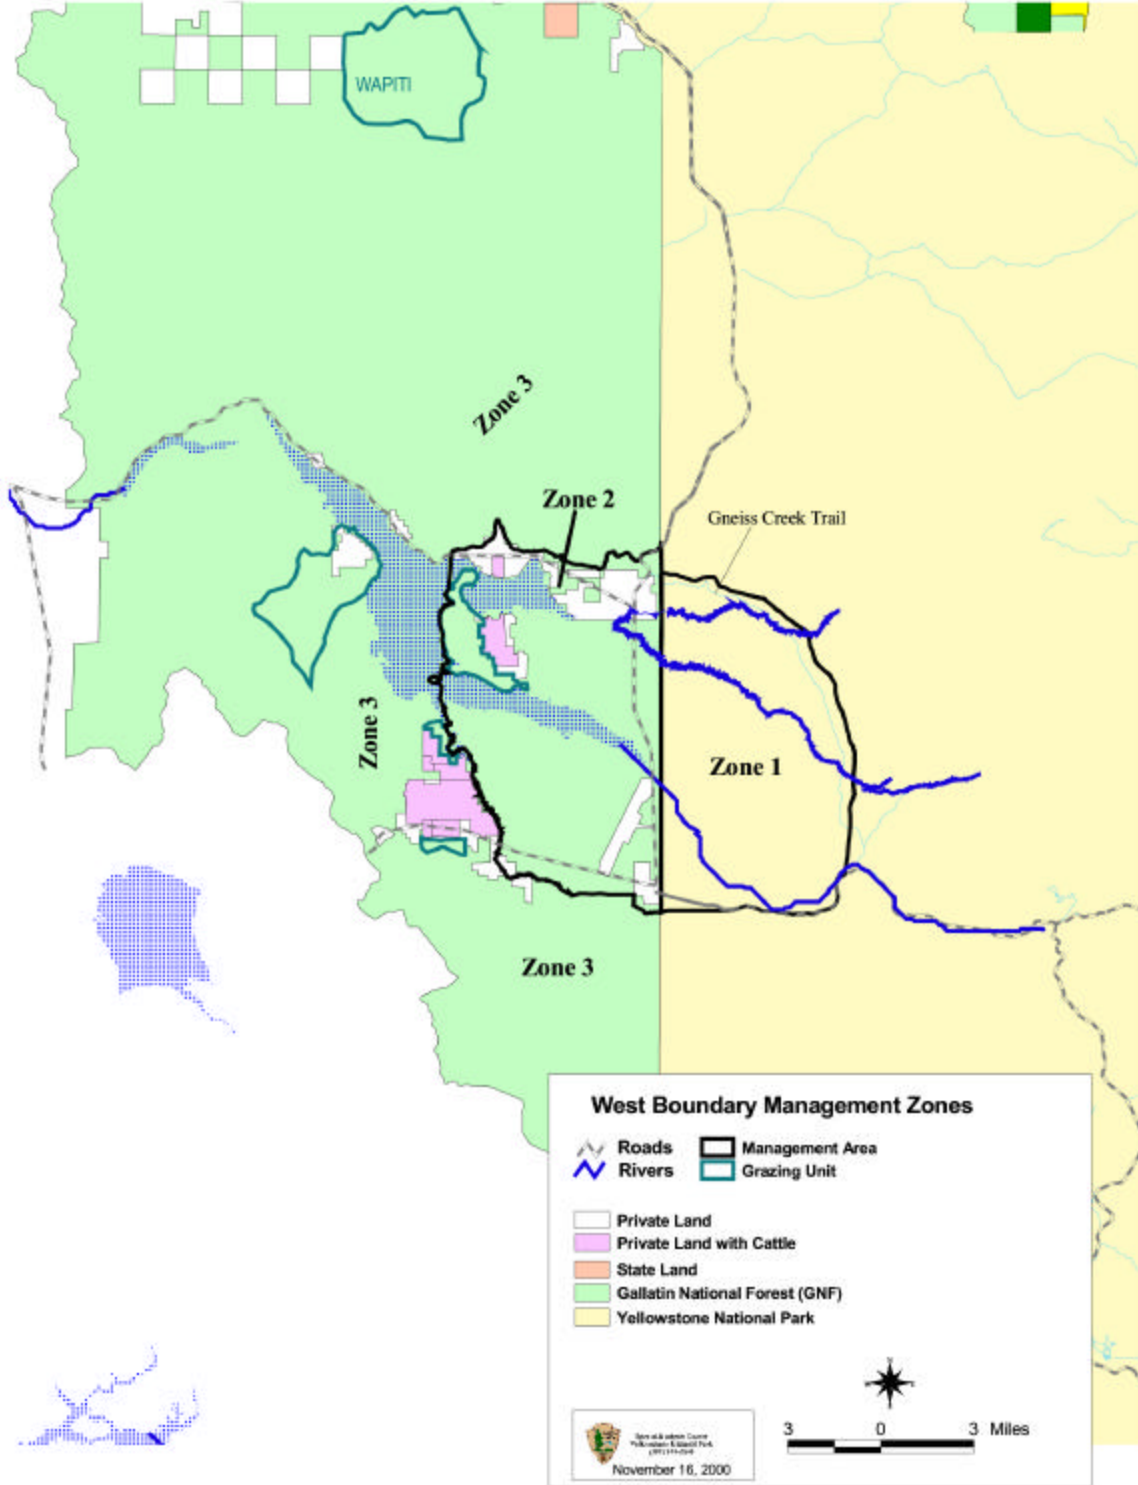 WAPITI
Zone 3
Zone 2
Gneiss Creek Trail
Zone 3
Zone 1
Zone 3
West Boundary Management Zones
Roads
Management Area
Rivers
Grazing Unit
Private Land
Private Land with Cattle
State Land
Gallatin National Forest (GNF)
Yellowstone National Park
3 0 3 Miles
November 16, 2000